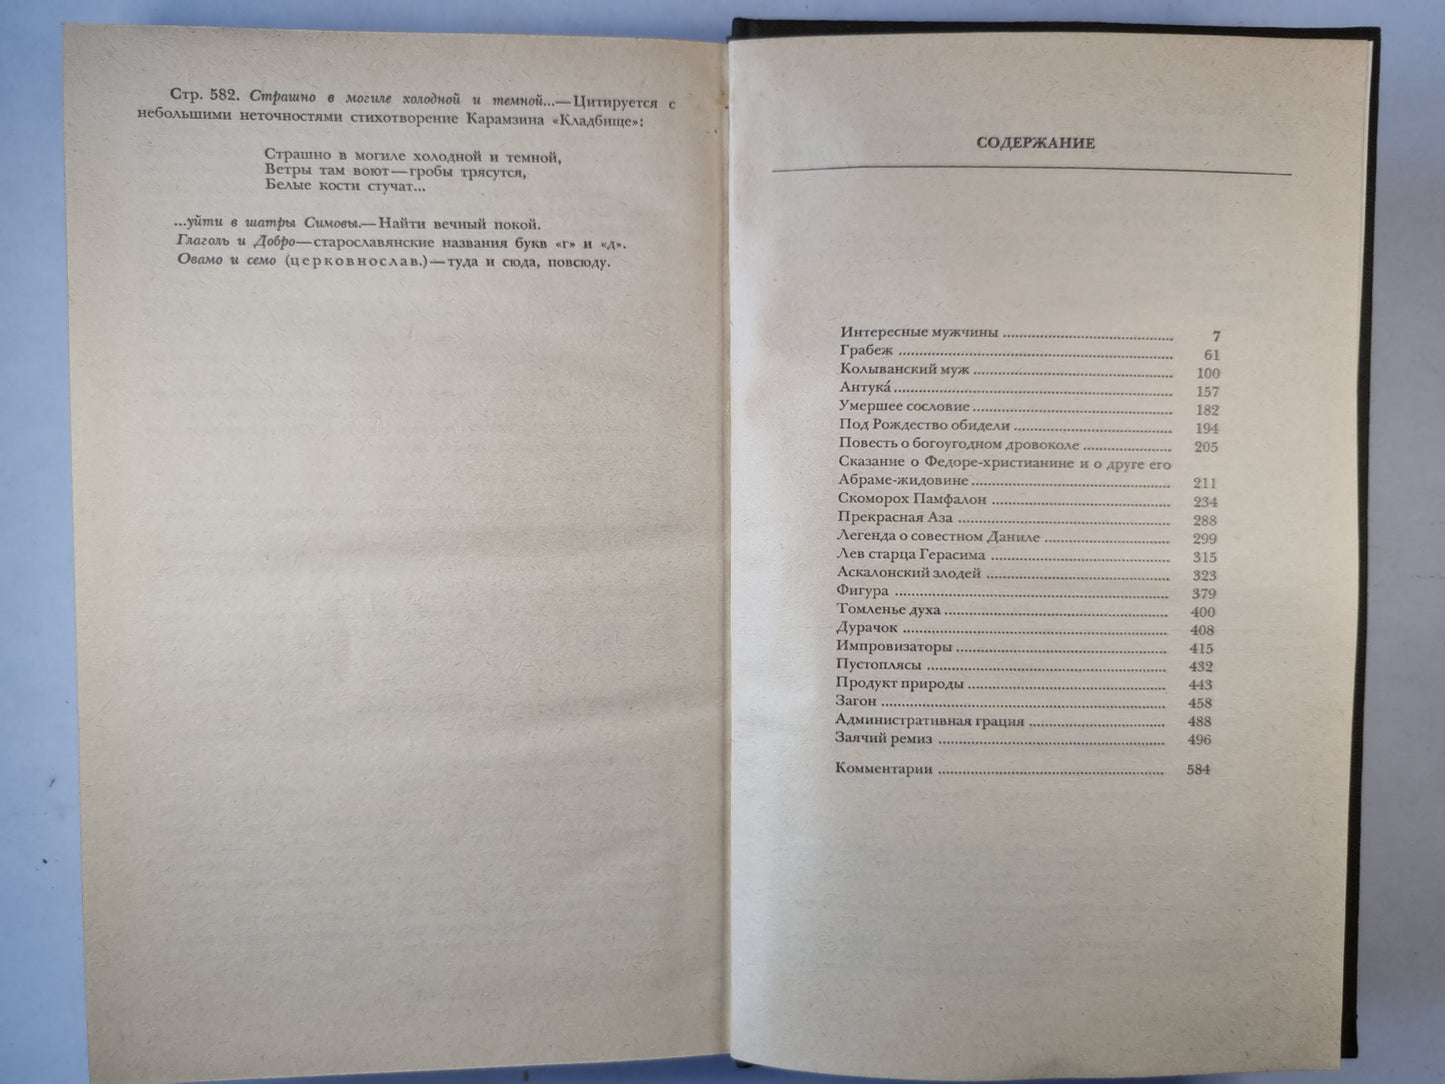 Стр. 582. Страшно в могиле холодной и темной...—Цитируется с
небольшими неточностями стихотворение Карамзина «Кладбище»:
Страшно в могиле холодной и темной,
Ветры там воют—гробы трясутся,
Белые кости стучат...
...уйти в шатры Симовы.—Найти вечный покой.
Глаголь и Добро—старославянские названия букв «г» и «д».
Овамо и семо (церковнослав.)—туда и сюда, повсюду.
СОДЕРЖАНИЕ
Интересные мужчины ........ 7
Грабеж ........ 61
Колыванский муж ........ 100
Антука́ ........ 157
Умершее сословие ........ 182
Под Рождество обидели ........ 194
Повесть о богоугодном дровоколе ........ 205
Сказание о Федоре-христианине и о друге его
Абраме-жидовине ........ 211
Скоморох Памфалон ........ 234
Прекрасная Аза ........ 288
Легенда о совестном Даниле ........ 299
Лев старца Герасима ........ 315
Аскалонский злодей ........ 323
Фигура ........ 379
Томленье духа ........ 400
Дурачок ........ 408
Импровизаторы ........ 415
Пустоплясы ........ 432
Продукт природы ........ 443
Загон ........ 458
Административная грация ........ 488
Заячий ремиз ........ 496
Комментарии ........ 584